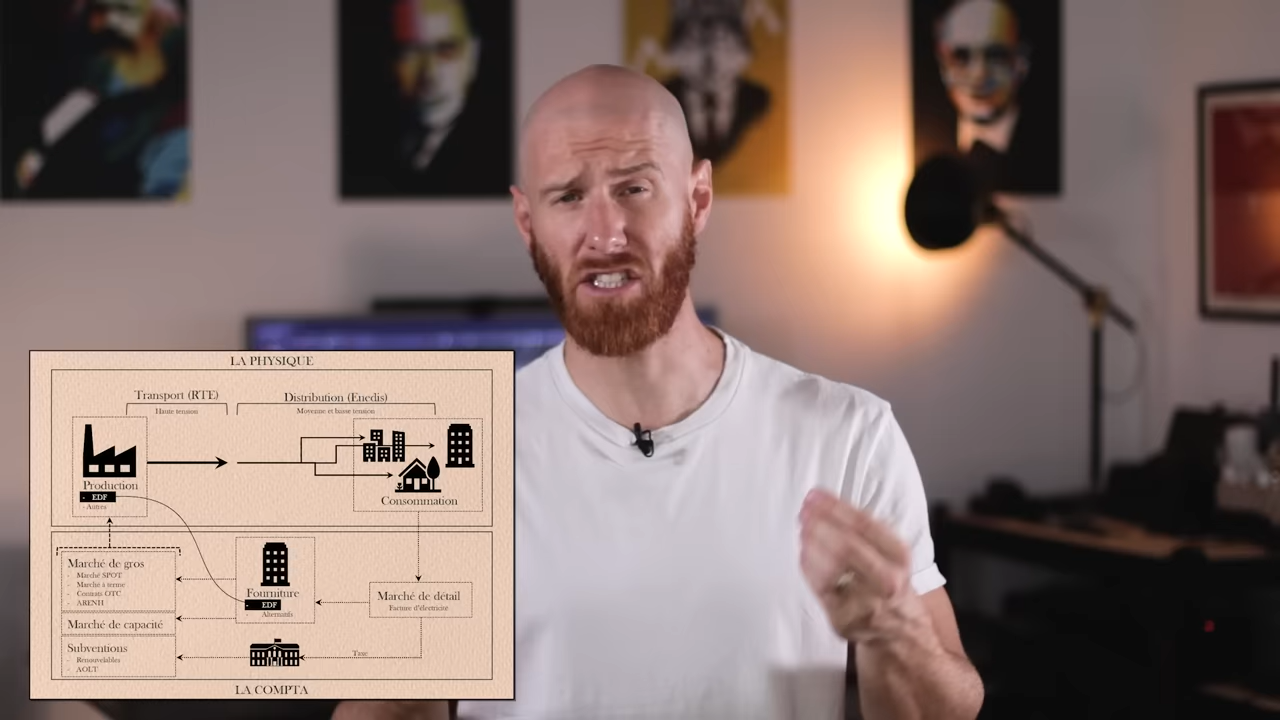 LA PHYSIQUE
Transport (RTE)
Haute tension
Distribution (Enedis)
Moyenne et basse tension
Production
- EDF
- Autres
Consommation
Marché de gros
- Marché SPOT
- Marché à terme
- Contrats OTC
- ARENH
Marché de capacité
Subventions
- Renouvelables
- AOLT
Fourniture
- EDF
- Alternatifs
Marché de détail
Facture d'électricité
Taxe
LA COMPTA